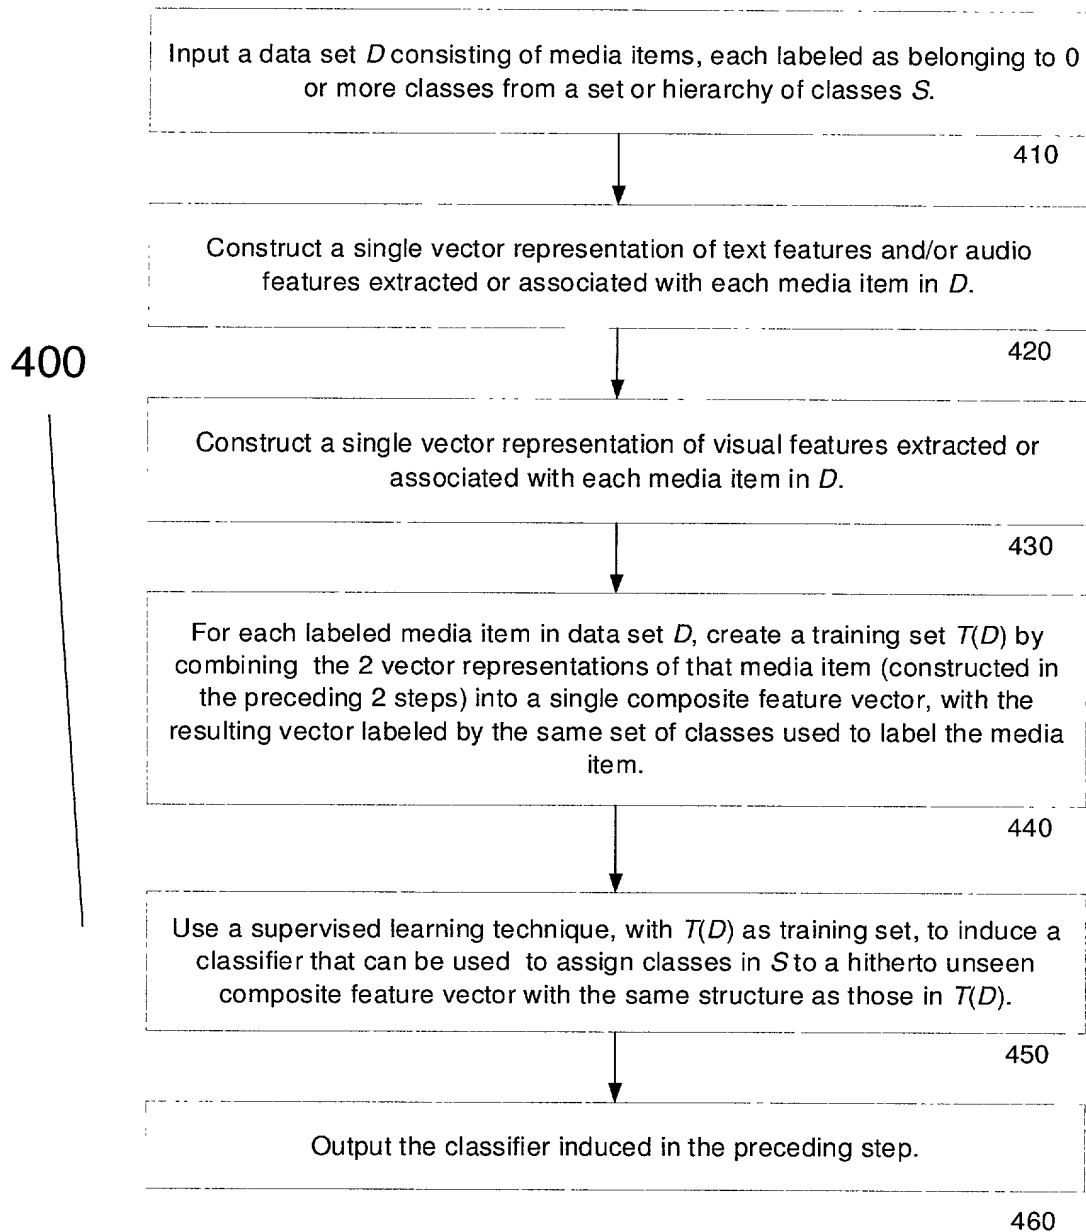 Input a data set D consisting of media items, each labeled as belonging to 0
or more classes from a set or hierarchy of classes S.
410
Construct a single vector representation of text features and/or audio
features extracted or associated with each media item in D.
420
400
Construct a single vector representation of visual features extracted or
associated with each media item in D.
430
For each labeled media item in data set D, create a training set T(D) by
combining the 2 vector representations of that media item (constructed in
the preceding 2 steps) into a single composite feature vector, with the
resulting vector labeled by the same set of classes used to label the media
item.
440
Use a supervised learning technique, with T(D) as training set, to induce a
classifier that can be used to assign classes in S to a hitherto unseen
composite feature vector with the same structure as those in T(D).
450
Output the classifier induced in the preceding step.
460